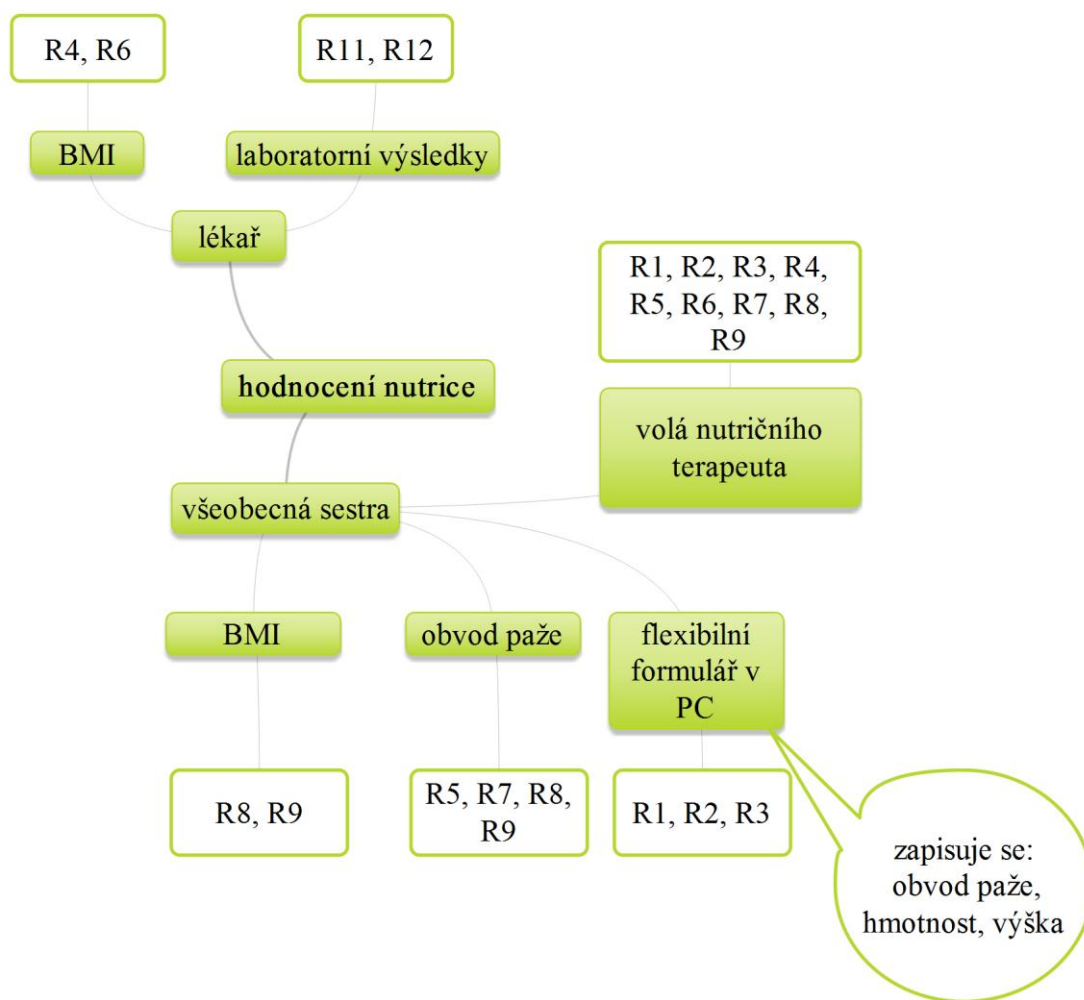 R4, R6
R11, R12
BMI
laboratorní výsledky
lékař
R1, R2, R3, R4,
R5, R6, R7, R8,
R9
hodnocení nutrice
volá nutričního
terapeuta
všeobecná sestra
BMI
obvod paže
flexibilní
formulář v
PC
R8, R9
R5, R7, R8,
R9
R1, R2, R3
zapisuje se:
obvod paže,
hmotnost, výška